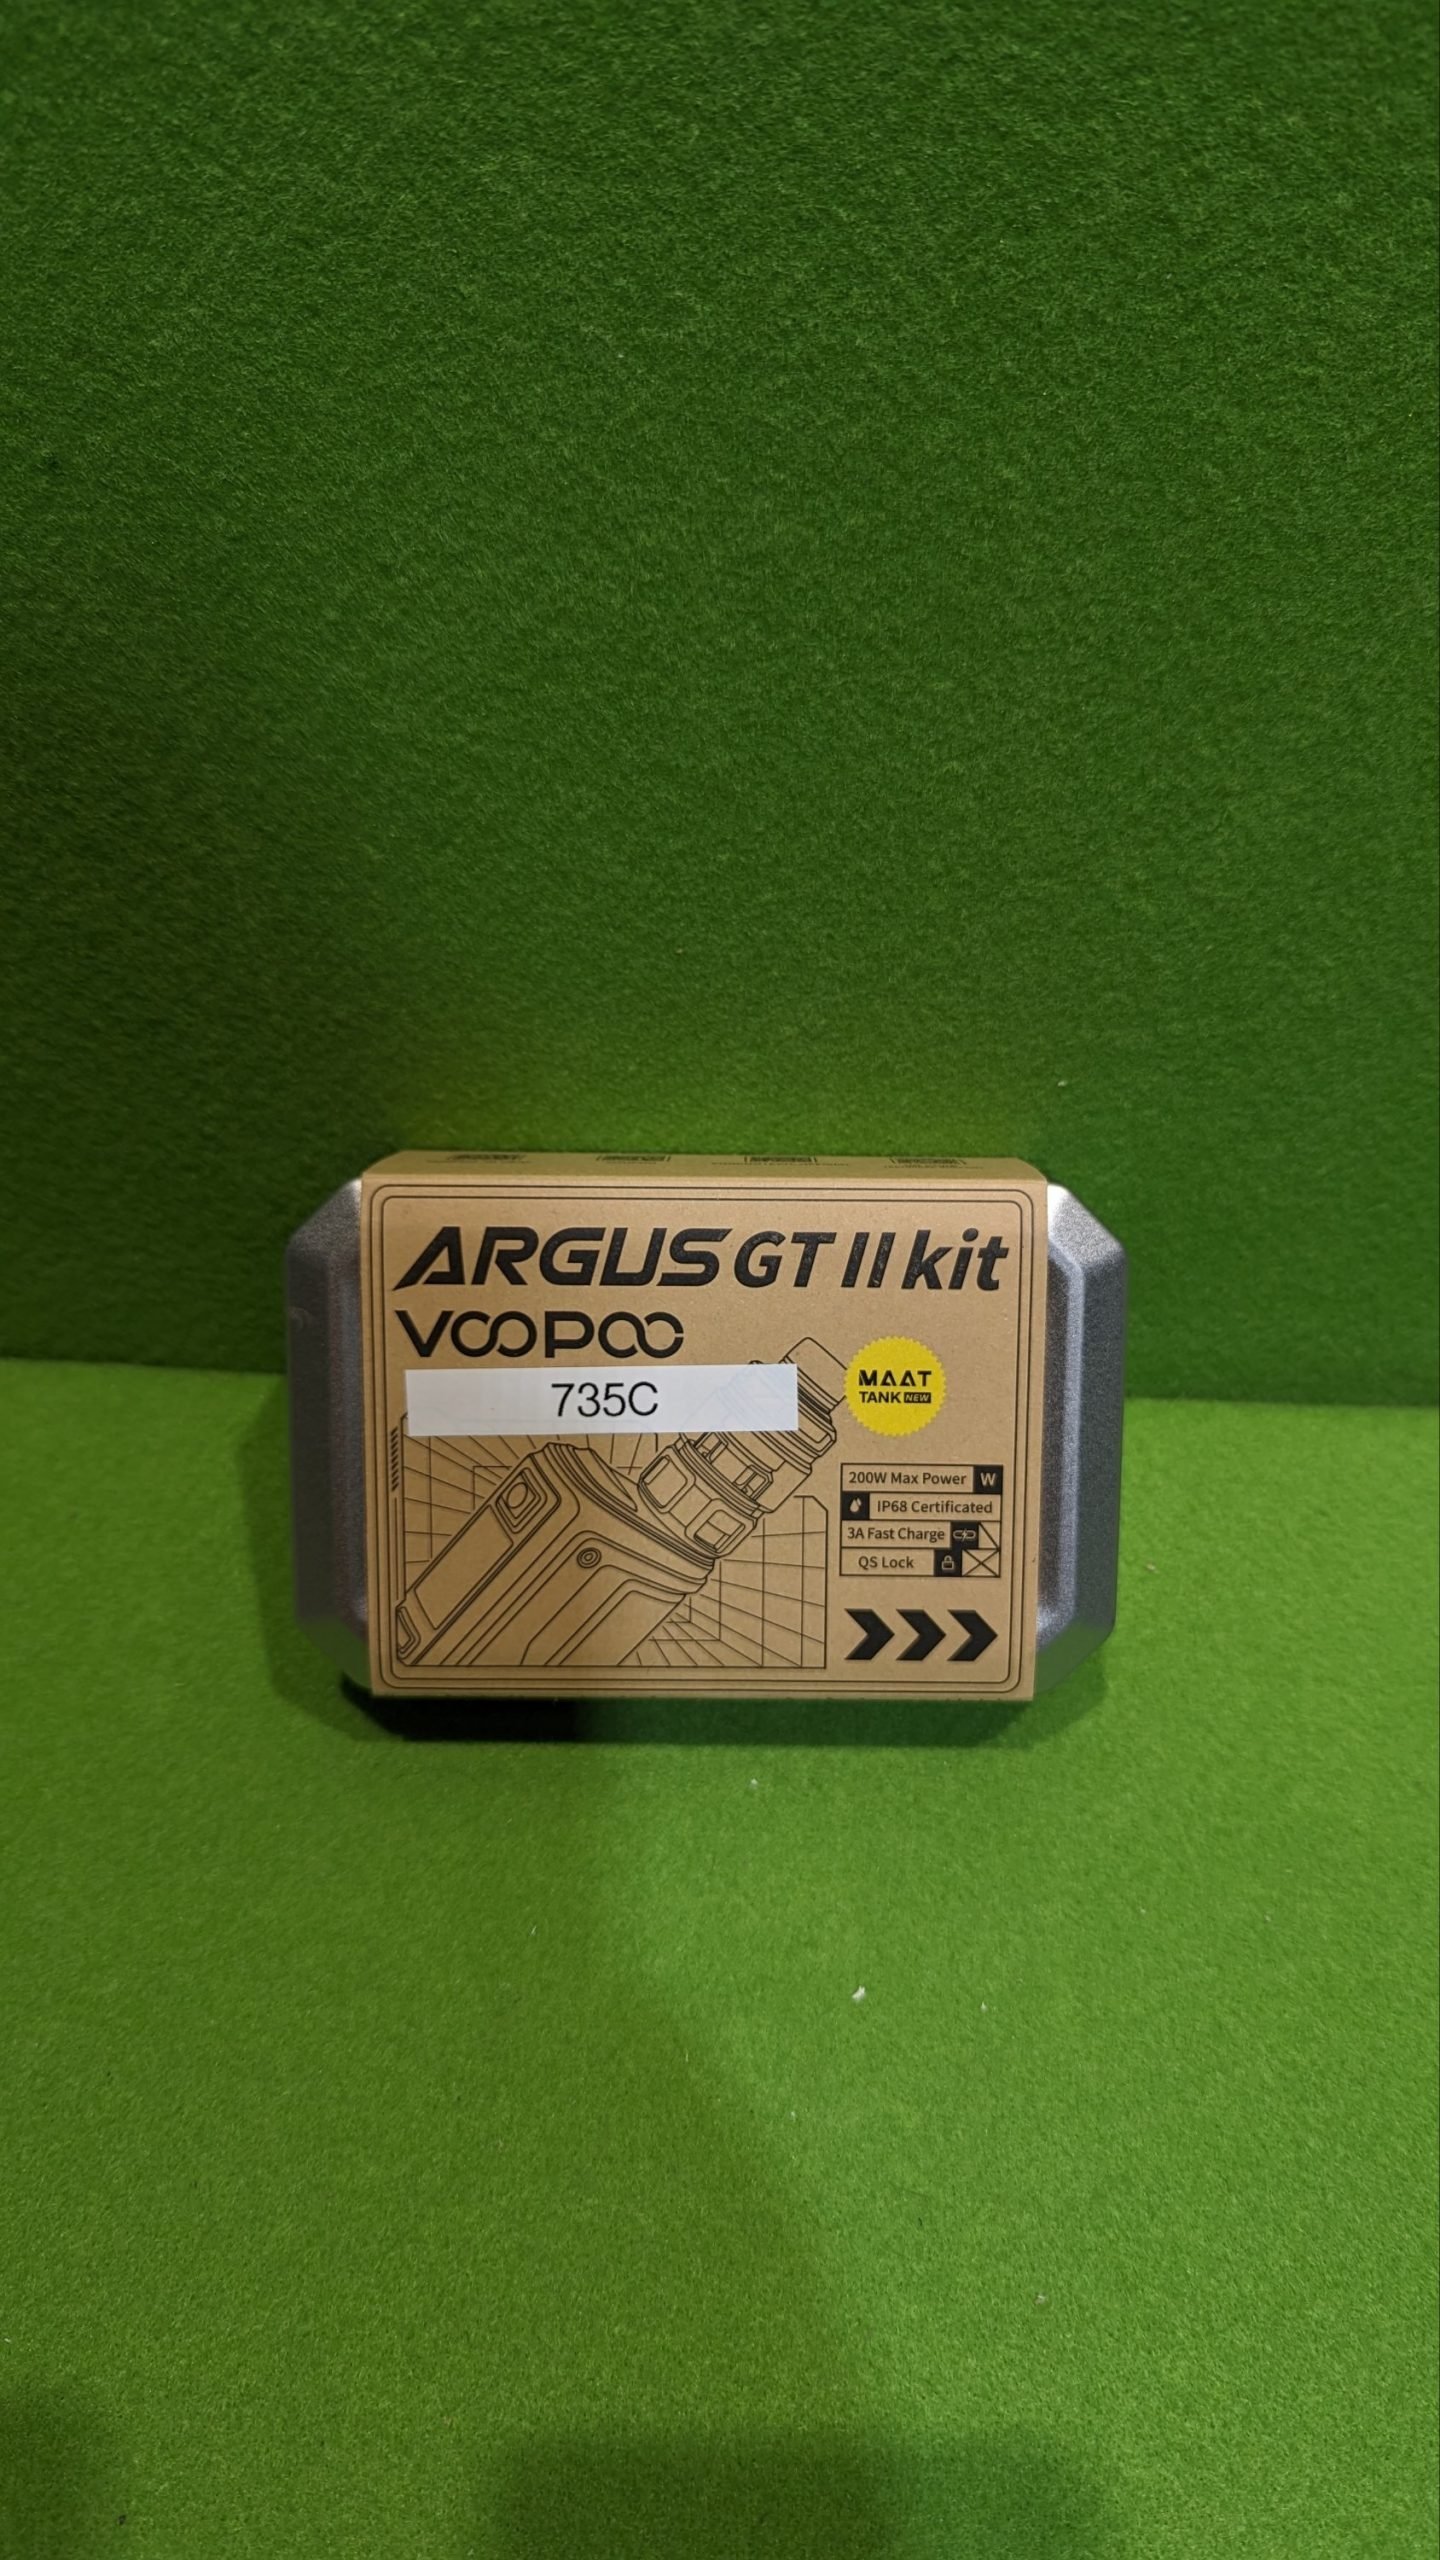 ARGUS GT II kit
VOOPOO
735C
MAAT
TANK NEW
200W Max Power W
IP68 Certificated
3A Fast Charge
QS Lock